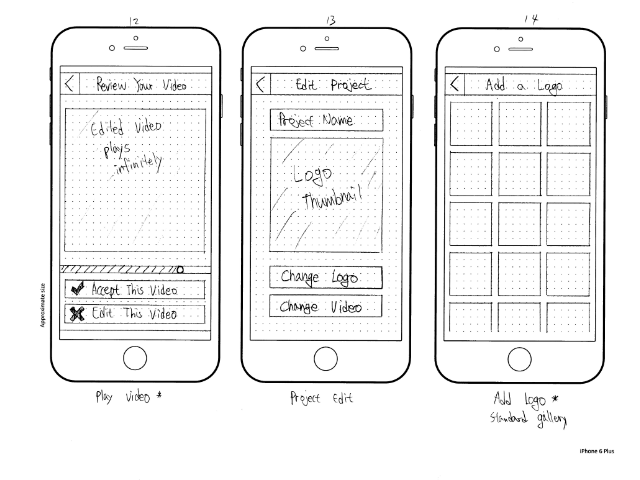 12
13
14
Review Your Video
Edited Video
plays
infinitely
Accept This Video
Edit This Video
Play Video *
Edit Project
Project Name
Logo
Thumbnail
Change Logo
Change Video
Project Edit
Add a Logo
Add Logo *
Standard gallery
Approximate size
iPhone 6 Plus